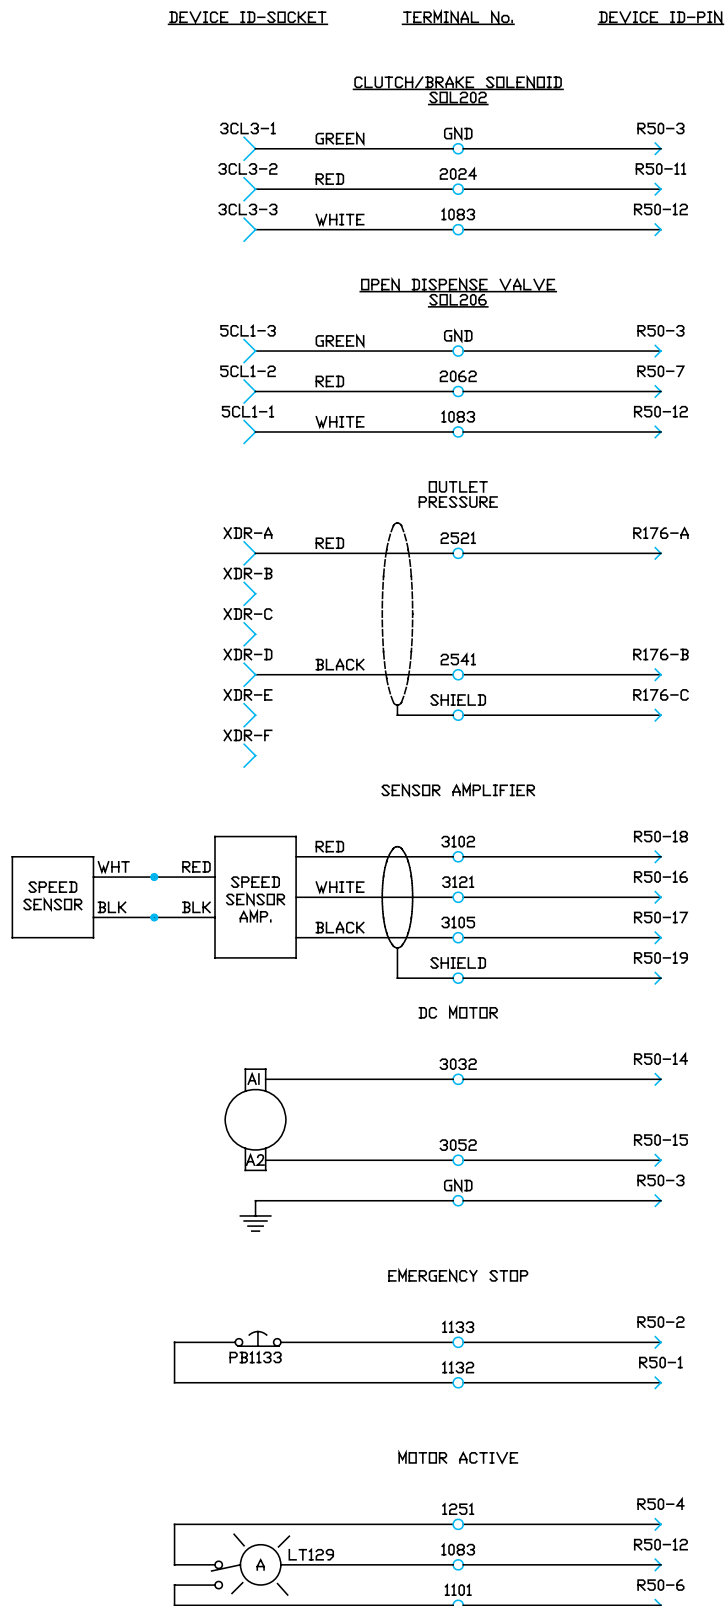 DEVICE ID-SOCKET TERMINAL No. DEVICE ID-PIN
CLUTCH/BRAKE SOLENOID
SOL202
3CL3-1 GREEN GND R50-3
3CL3-2 RED 2024 R50-11
3CL3-3 WHITE 1083 R50-12
OPEN DISPENSE VALVE
SOL206
5CL1-3 GREEN GND R50-3
5CL1-2 RED 2062 R50-7
5CL1-1 WHITE 1083 R50-12
OUTLET
PRESSURE
XDR-A RED 2521 R176-A
XDR-B
XDR-C
XDR-D BLACK 2541 R176-B
XDR-E SHIELD R176-C
XDR-F
SENSOR AMPLIFIER
RED 3102 R50-18
WHT RED WHITE 3121 R50-16
SPEED
SENSOR
SPEED
SENSOR
AMP.
BLK BLK BLACK 3105 R50-17
SHIELD R50-19
DC MOTOR
A1 3032 R50-14
A2 3052 R50-15
GND R50-3
EMERGENCY STOP
1133 R50-2
PB1133 1132 R50-1
MOTOR ACTIVE
1251 R50-4
A LT129 1083 R50-12
1101 R50-6